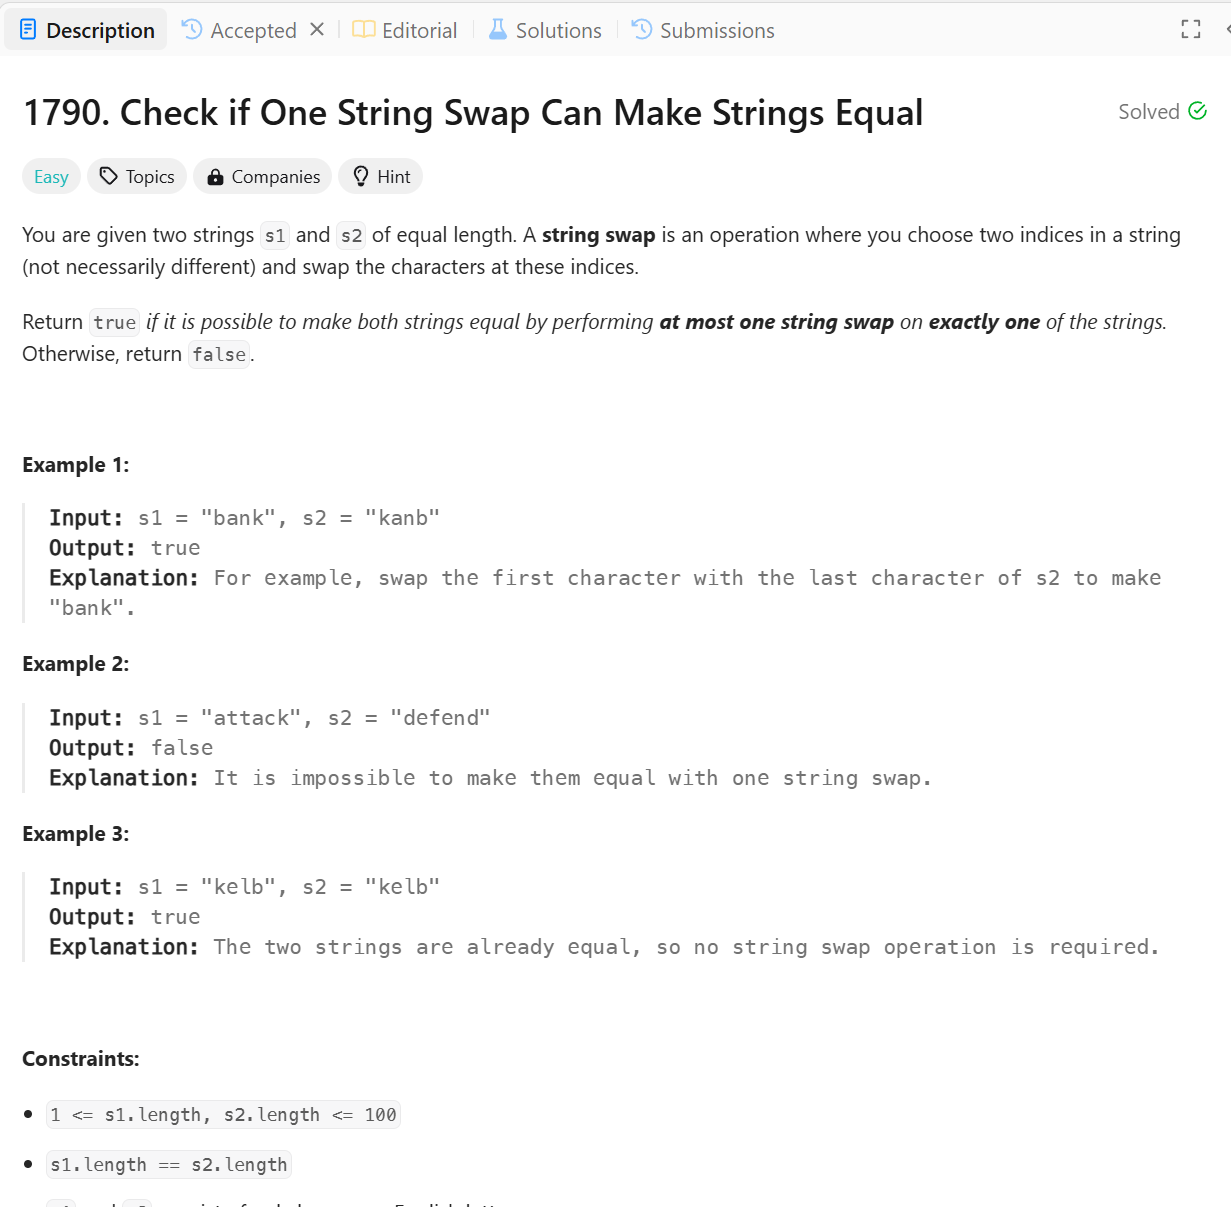 Description Accepted Editorial Solutions Submissions
1790. Check if One String Swap Can Make Strings Equal
Solved
Easy Topics Companies Hint
You are given two strings s1 and s2 of equal length. A string swap is an operation where you choose two indices in a string
(not necessarily different) and swap the characters at these indices.
Return true if it is possible to make both strings equal by performing at most one string swap on exactly one of the strings.
Otherwise, return false.
Example 1:
Input: s1 = "bank", s2 = "kanb"
Output: true
Explanation: For example, swap the first character with the last character of s2 to make
"bank".
Example 2:
Input: s1 = "attack", s2 = "defend"
Output: false
Explanation: It is impossible to make them equal with one string swap.
Example 3:
Input: s1 = "kelb", s2 = "kelb"
Output: true
Explanation: The two strings are already equal, so no string swap operation is required.
Constraints:
1 <= s1.length, s2.length <= 100
s1.length == s2.length